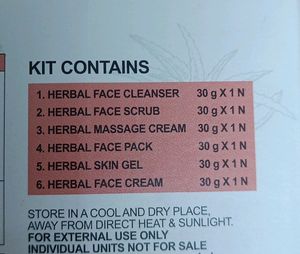 KIT CONTAINS
1. HERBAL FACE CLEANSER 30 g X 1 N
2. HERBAL FACE SCRUB 30 g X 1 N
3. HERBAL MASSAGE CREAM 30 g X 1 N
4. HERBAL FACE PACK 30 g X 1 N
5. HERBAL SKIN GEL 30 g X 1 N
6. HERBAL FACE CREAM 30 g X 1 N
STORE IN A COOL AND DRY PLACE,
AWAY FROM DIRECT HEAT & SUNLIGHT.
FOR EXTERNAL USE ONLY
INDIVIDUAL UNITS NOT FOR SALE